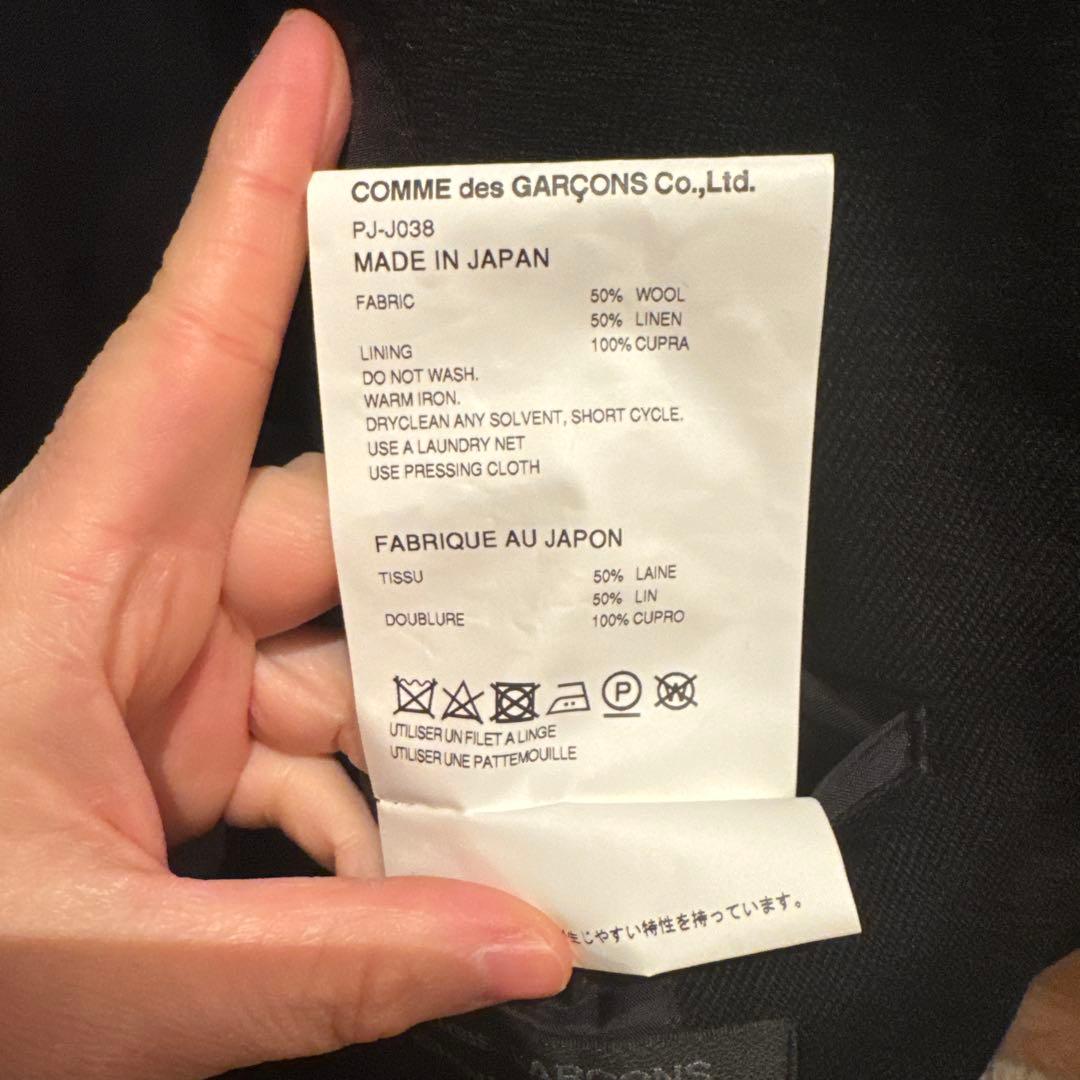 COMME des GARÇONS Co.,Ltd.
PJ-J038
MADE IN JAPAN
FABRIC 50% WOOL
50% LINEN
LINING 100% CUPRA
DO NOT WASH.
WARM IRON.
DRYCLEAN ANY SOLVENT, SHORT CYCLE.
USE A LAUNDRY NET
USE PRESSING CLOTH
FABRIQUE AU JAPON
TISSU 50% LAINE
50% LIN
DOUBLURE 100% CUPRO
P W
UTILISER UN FILET A LINGE
UTILISER UNE PATTEMOUILLE
じやすい特性を持っています。